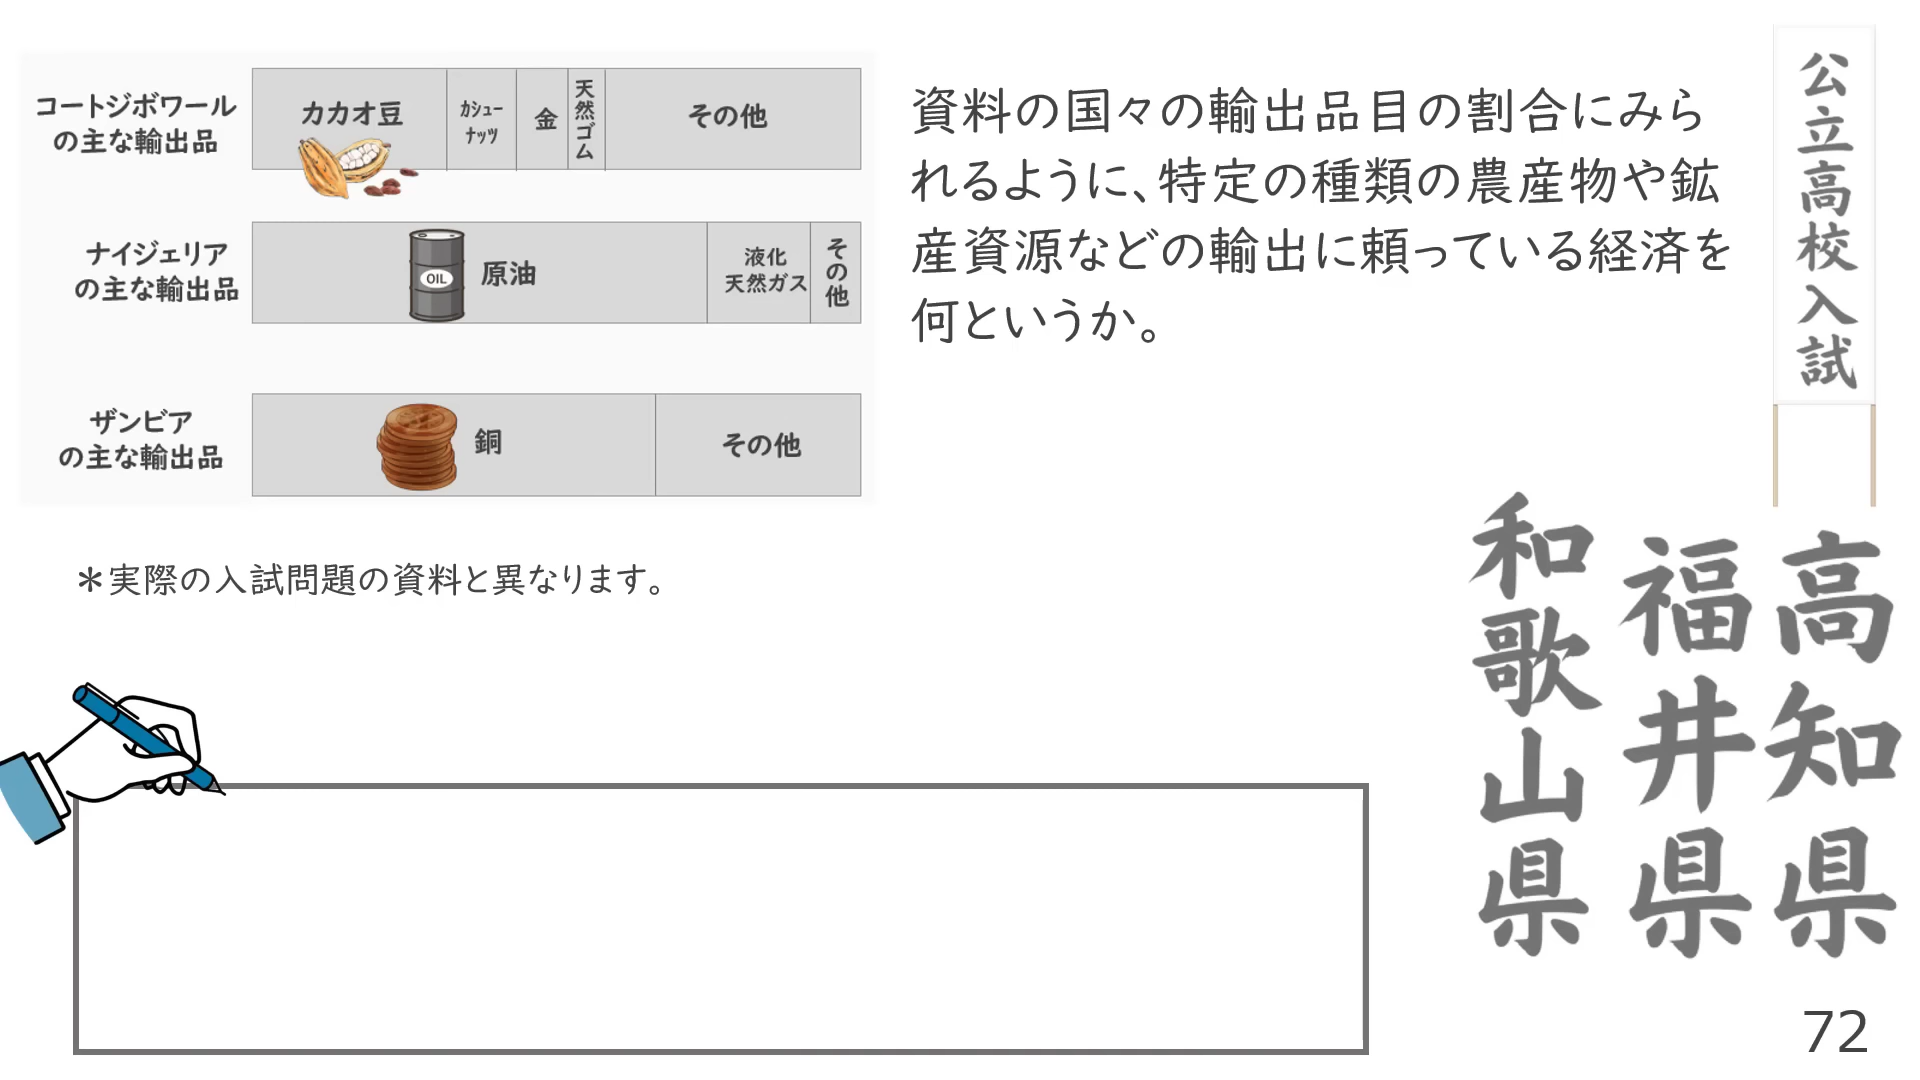 コートジボワール
の主な輸出品
カカオ豆
カシュー
ナッツ
金
天然ゴム
その他
ナイジェリア
の主な輸出品
OIL
原油
液化
天然ガス
その他
ザンビア
の主な輸出品
銅
その他
＊実際の入試問題の資料と異なります。
資料の国々の輸出品目の割合にみら
れるように、特定の種類の農産物や鉱
産資源などの輸出に頼っている経済を
何というか。
公立高校入試
高知県
福井県
和歌山県
72